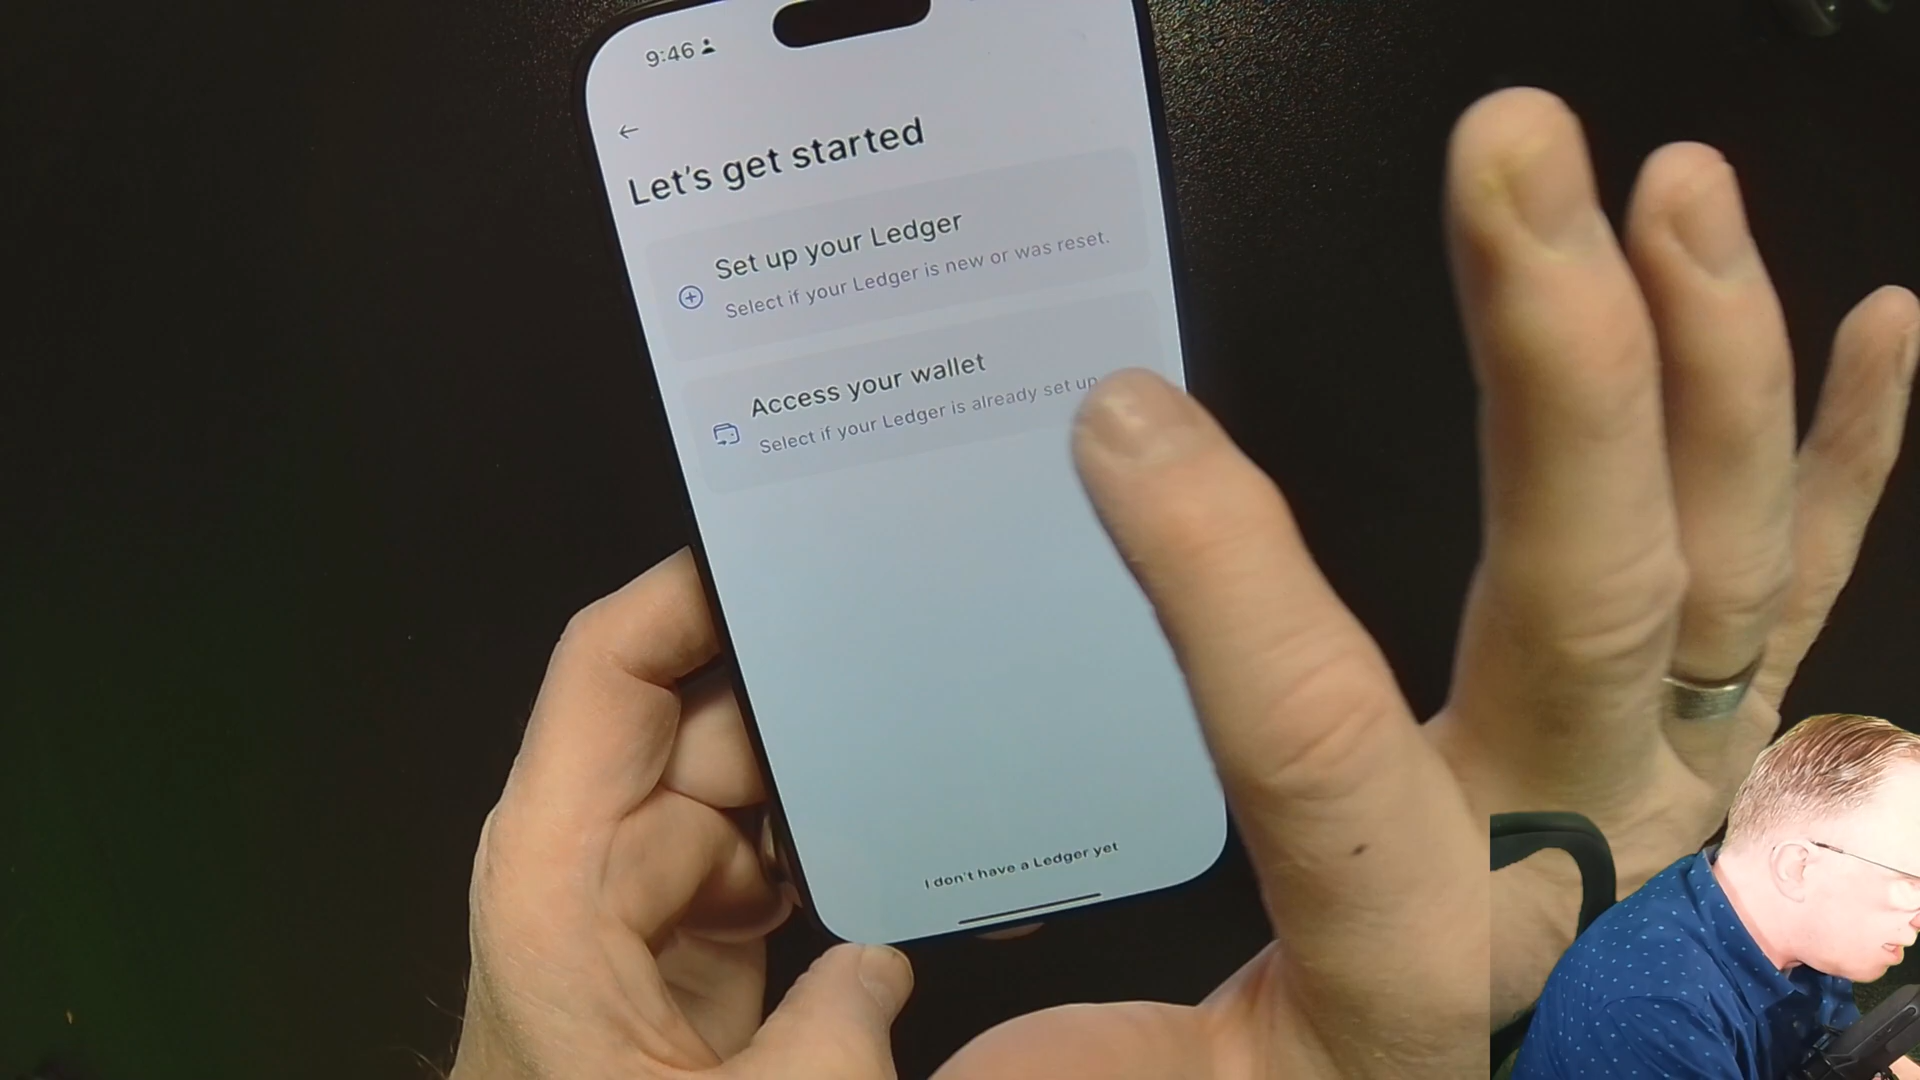 9:46
Let's get started
Set up your Ledger
Select if your Ledger is new or was reset.
Access your wallet
Select if your Ledger is already set up
I don't have a Ledger yet